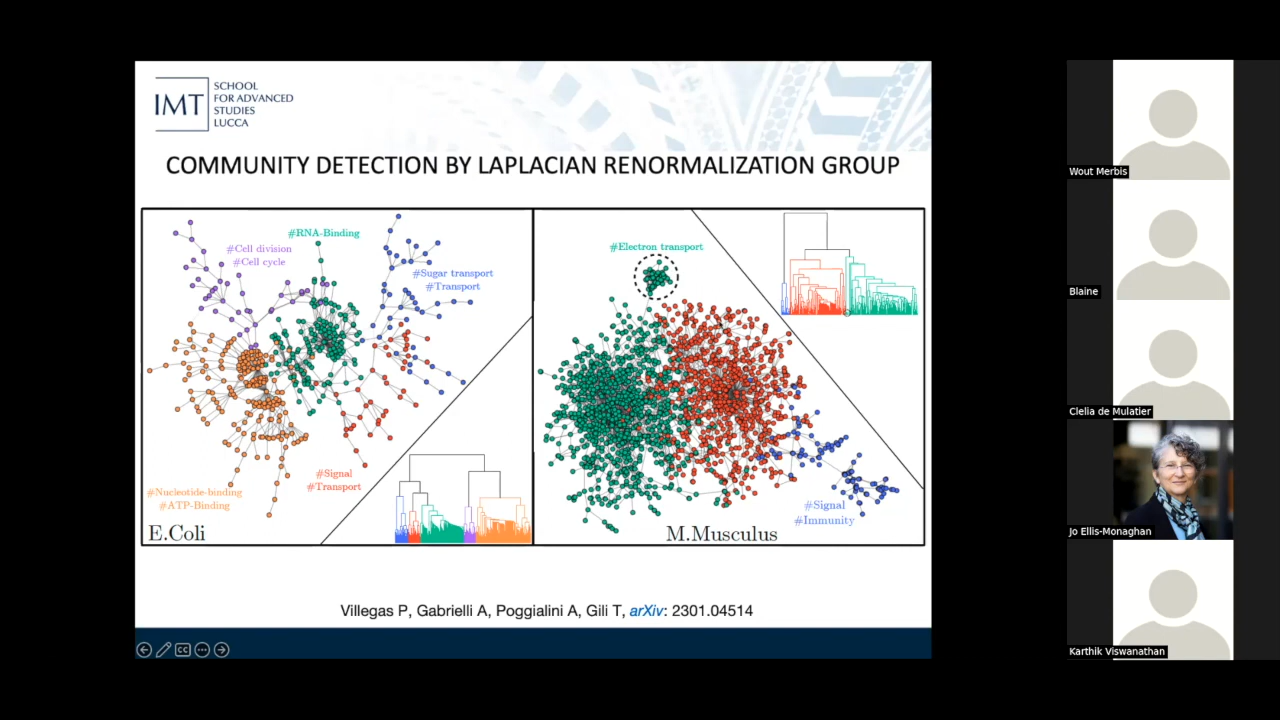 IMT
SCHOOL
FOR ADVANCED
STUDIES
LUCCA
COMMUNITY DETECTION BY LAPLACIAN RENORMALIZATION GROUP
#RNA-Binding
#Cell division
#Cell cycle
#Sugar transport
#Transport
#Signal
#Transport
#Nucleotide-binding
#ATP-Binding
E.Coli
#Electron transport
#Signal
#Immunity
M.Musculus
Villegas P, Gabrielli A, Poggialini A, Gili T, arXiv: 2301.04514
CC
Wout Merbis
Blaine
Clelia de Mulatier
Jo Ellis-Monaghan
Karthik Viswanathan